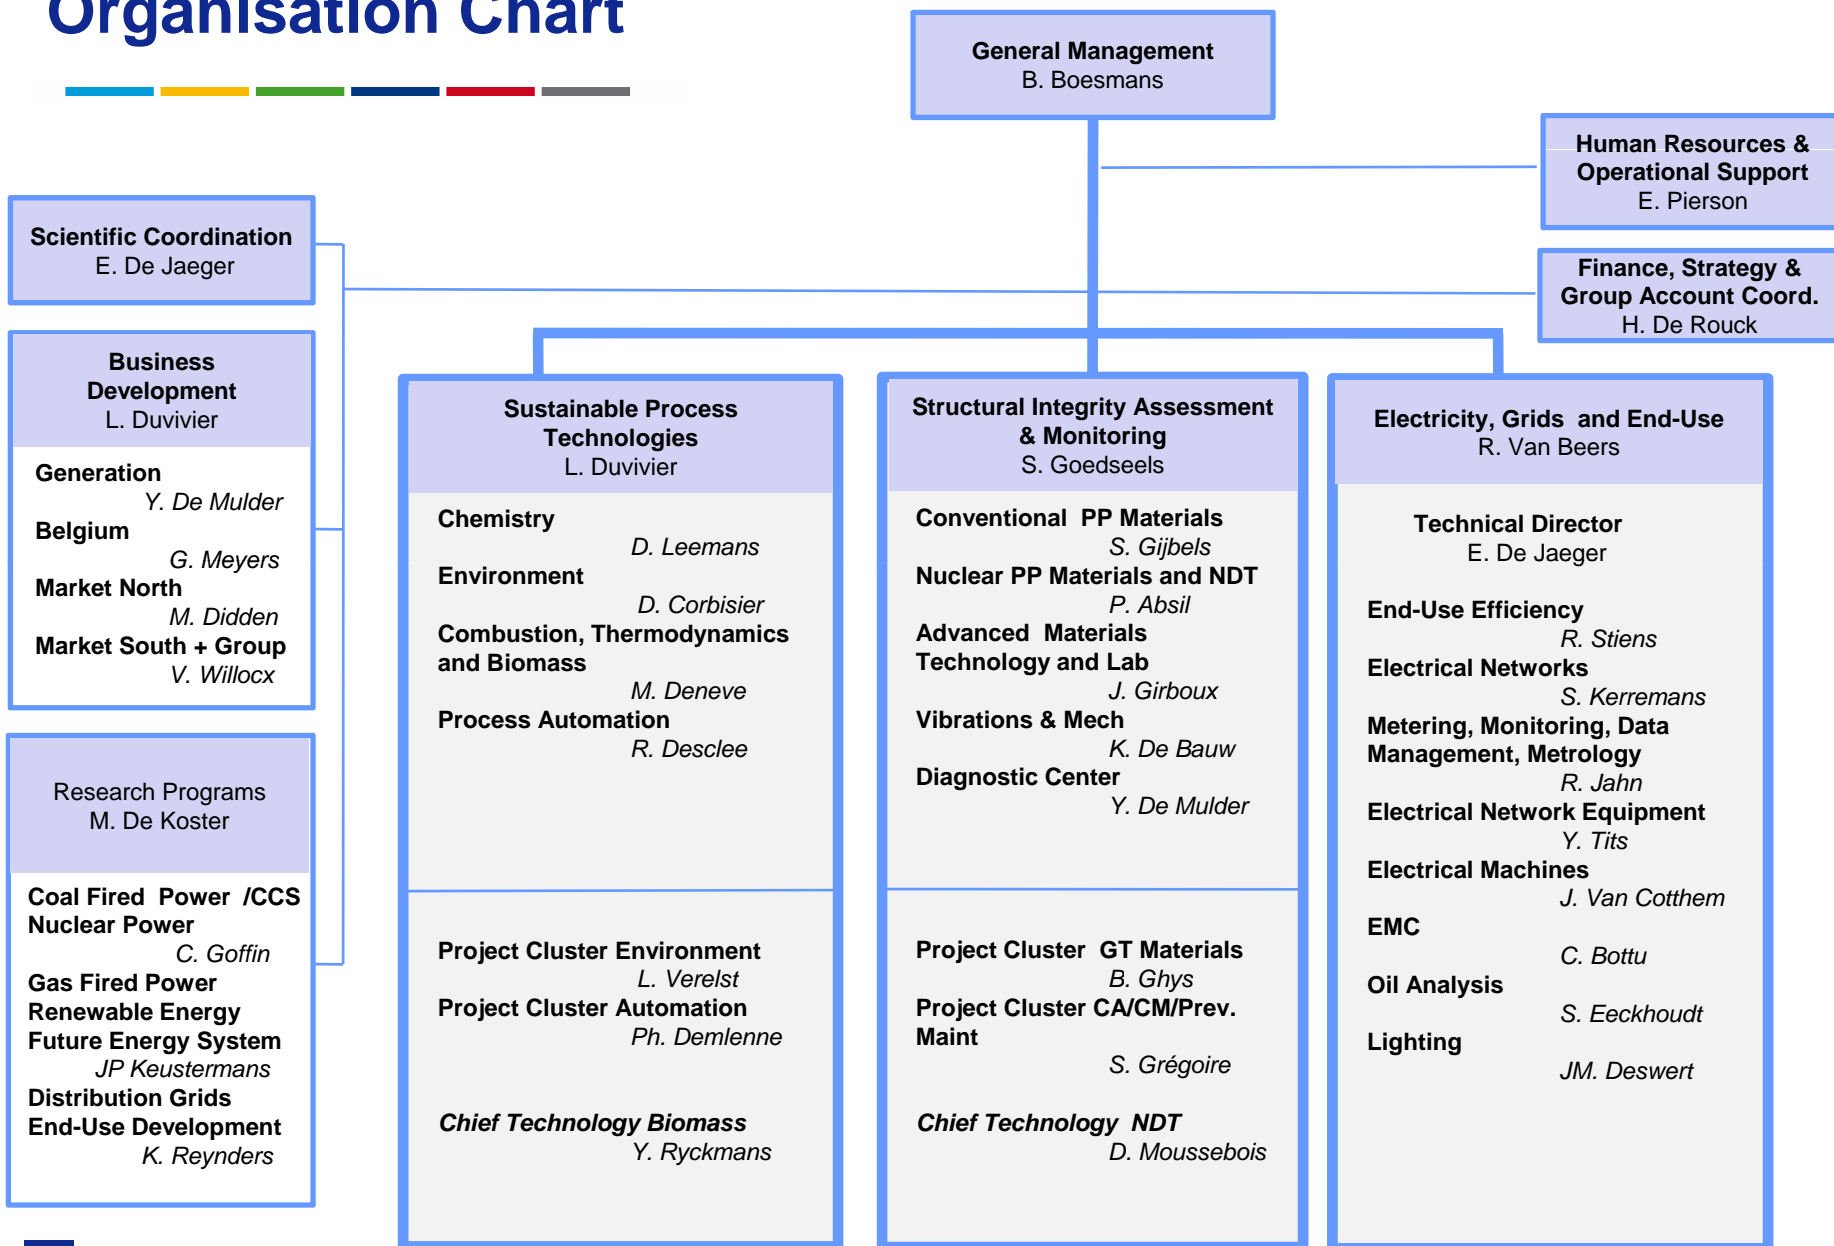 Organisation Chart
General Management
B. Boesmans
Human Resources &
Operational Support
E. Pierson
Finance, Strategy &
Group Account Coord.
H. De Rouck
Scientific Coordination
E. De Jaeger
Business
Development
L. Duvivier
Generation
Y. De Mulder
Belgium
G. Meyers
Market North
M. Didden
Market South + Group
V. Willocx
Research Programs
M. De Koster
Coal Fired Power /CCS
Nuclear Power
C. Goffin
Gas Fired Power
Renewable Energy
Future Energy System
JP Keustermans
Distribution Grids
End-Use Development
K. Reynders
Sustainable Process
Technologies
L. Duvivier
Chemistry
D. Leemans
Environment
D. Corbisier
Combustion, Thermodynamics
and Biomass
M. Deneve
Process Automation
R. Desclee
Project Cluster Environment
L. Verelst
Project Cluster Automation
Ph. Demlenne
Chief Technology Biomass
Y. Ryckmans
Structural Integrity Assessment
& Monitoring
S. Goedseels
Conventional PP Materials
S. Gijbels
Nuclear PP Materials and NDT
P. Absil
Advanced Materials
Technology and Lab
J. Girboux
Vibrations & Mech
K. De Bauw
Diagnostic Center
Y. De Mulder
Project Cluster GT Materials
B. Ghys
Project Cluster CA/CM/Prev.
Maint
S. Grégoire
Chief Technology NDT
D. Moussebois
Electricity, Grids and End-Use
R. Van Beers
Technical Director
E. De Jaeger
End-Use Efficiency
R. Stiens
Electrical Networks
S. Kerremans
Metering, Monitoring, Data
Management, Metrology
R. Jahn
Electrical Network Equipment
Y. Tits
Electrical Machines
J. Van Cotthem
EMC
C. Bottu
Oil Analysis
S. Eeckhoudt
Lighting
JM. Deswert